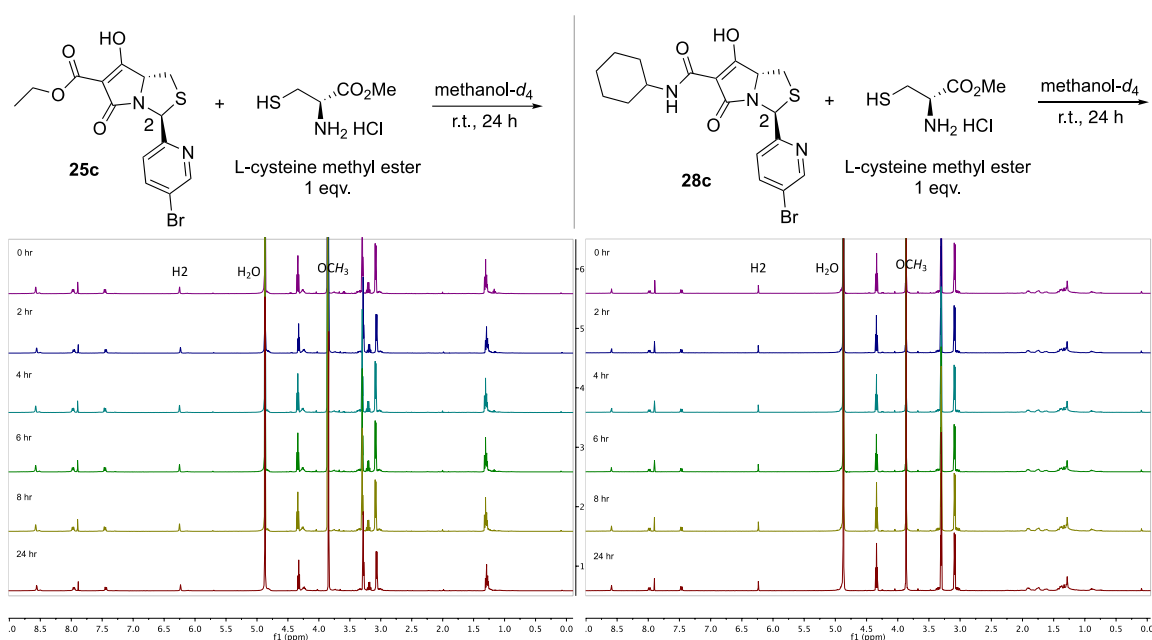 HO
O
O
N
S
O
2
N
Br
25c
+
HS
CO2Me
NH2 HCl
L-cysteine methyl ester
1 eqv.
methanol-d4
r.t., 24 h
HO
O
N
H
N
S
O
2
N
Br
28c
+
HS
CO2Me
NH2 HCl
L-cysteine methyl ester
1 eqv.
methanol-d4
r.t., 24 h
0 hr
H2
H2O
OCH3
2 hr
4 hr
6 hr
8 hr
24 hr
6
5
4
3
2
1
0 hr
H2
H2O
OCH3
2 hr
4 hr
6 hr
8 hr
24 hr
8.5 8.0 7.5 7.0 6.5 6.0 5.5 5.0 4.5 4.0 3.5 3.0 2.5 2.0 1.5 1.0 0.5 0.0
f1 (ppm)
.0 8.5 8.0 7.5 7.0 6.5 6.0 5.5 5.0 4.5 4.0 3.5 3.0 2.5 2.0 1.5 1.0 0.5 0.0
f1 (ppm)